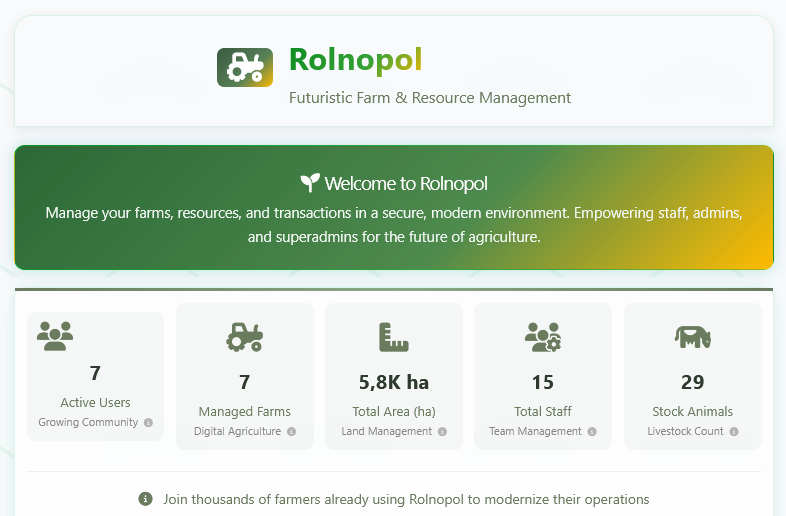 Rolnopol
Futuristic Farm & Resource Management
Welcome to Rolnopol
Manage your farms, resources, and transactions in a secure, modern environment. Empowering staff, admins,
and superadmins for the future of agriculture.
7
Active Users
Growing Community
7
Managed Farms
Digital Agriculture
5,8K ha
Total Area (ha)
Land Management
15
Total Staff
Team Management
29
Stock Animals
Livestock Count
Join thousands of farmers already using Rolnopol to modernize their operations